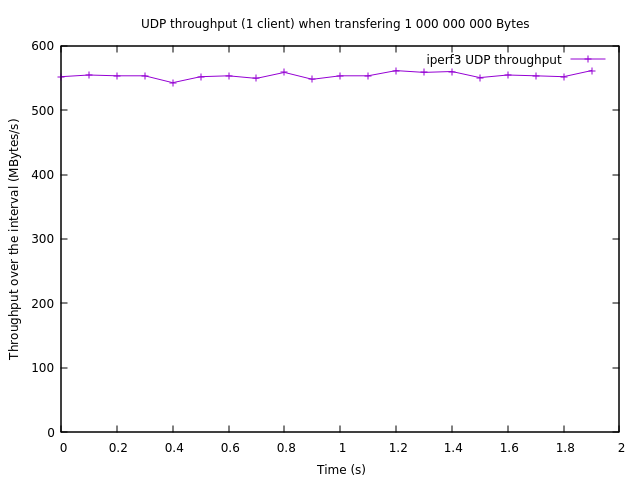 UDP throughput (1 client) when transfering 1 000 000 000 Bytes
600
500
400
300
200
100
0
Throughput over the interval (MBytes/s)
iperf3 UDP throughput
0 0.2 0.4 0.6 0.8 1 1.2 1.4 1.6 1.8 2
Time (s)